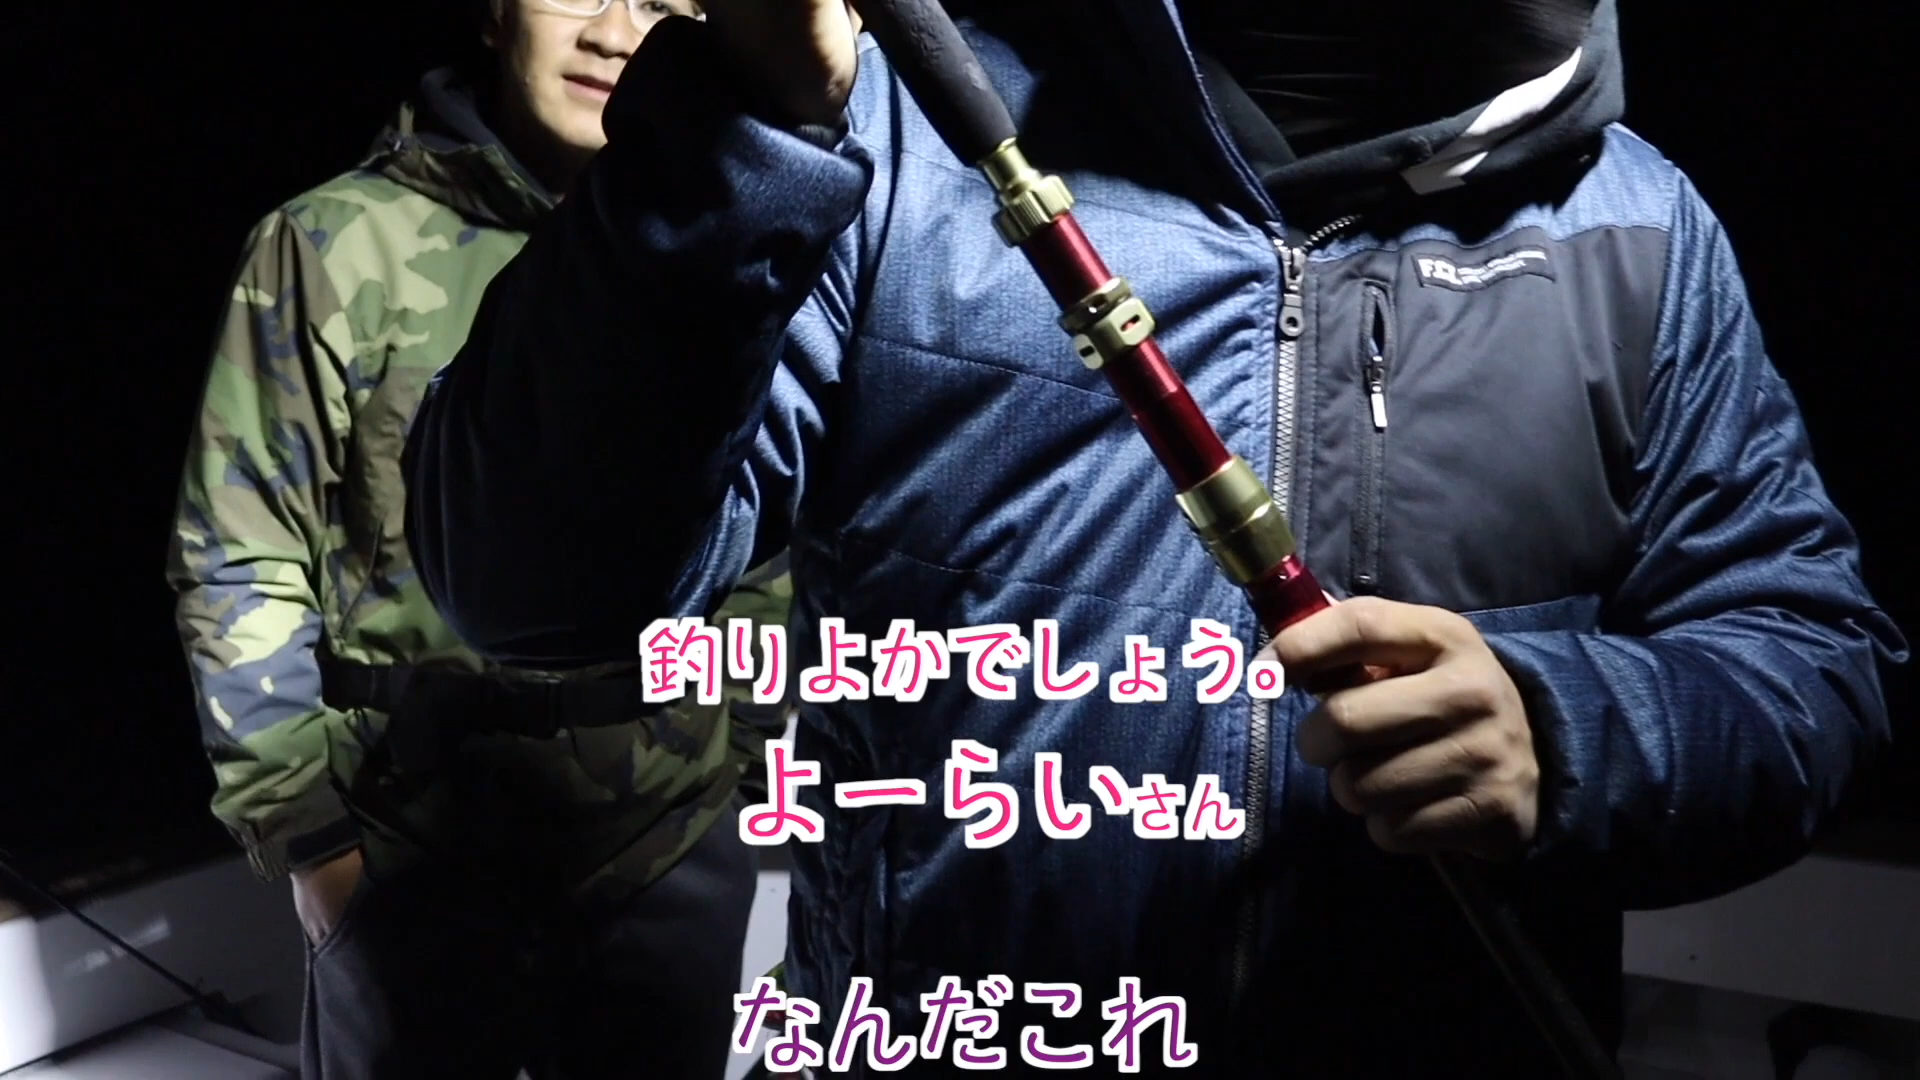 釣りよかでしょう。
よーらいさん
なんだこれ